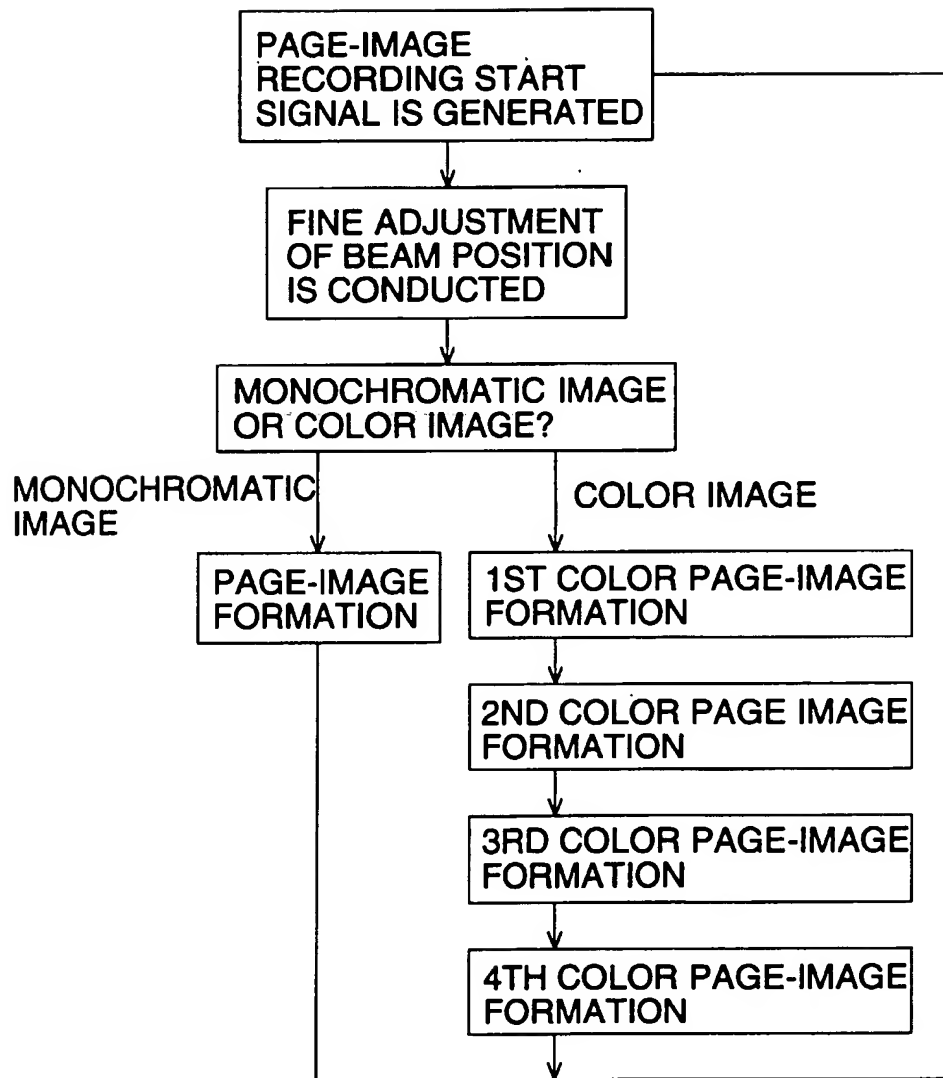 PAGE-IMAGE
RECORDING START
SIGNAL IS GENERATED
FINE ADJUSTMENT
OF BEAM POSITION
IS CONDUCTED
MONOCHROMATIC IMAGE
OR COLOR IMAGE?
MONOCHROMATIC
IMAGE
COLOR IMAGE
PAGE-IMAGE
FORMATION
1ST COLOR PAGE-IMAGE
FORMATION
2ND COLOR PAGE IMAGE
FORMATION
3RD COLOR PAGE-IMAGE
FORMATION
4TH COLOR PAGE-IMAGE
FORMATION